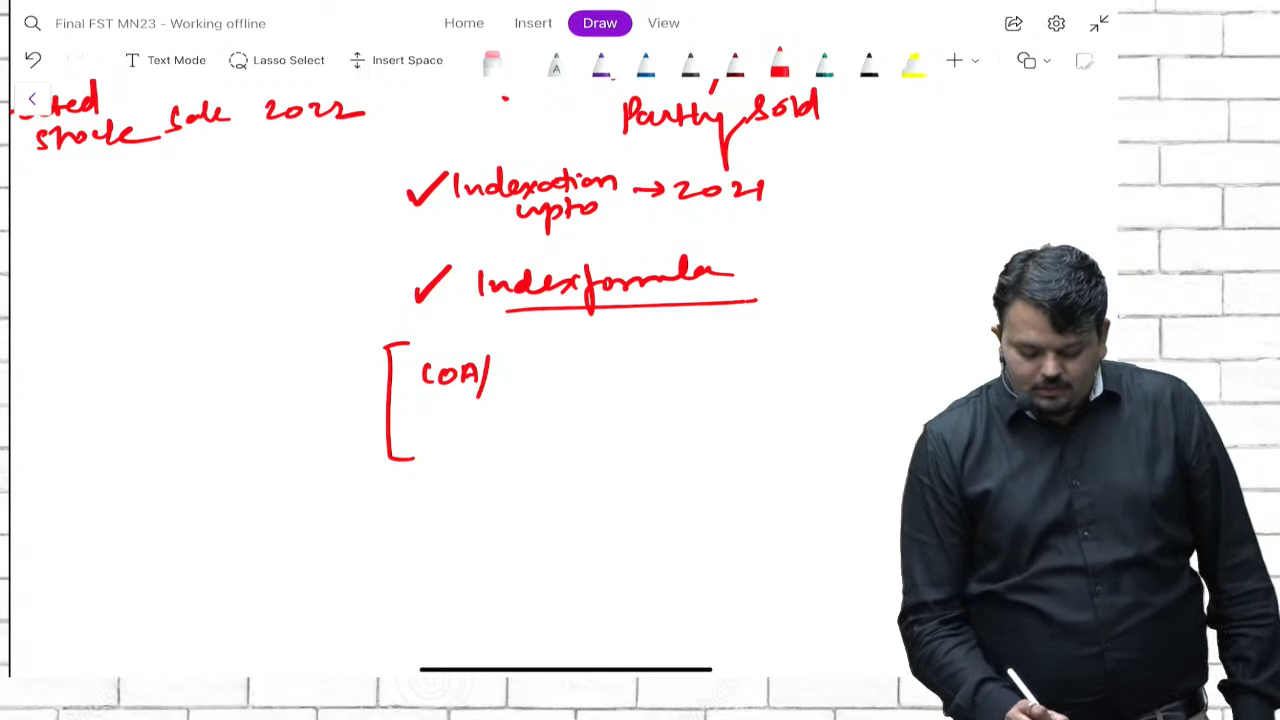 Final FST MN23 - Working offline
Home Insert Draw View
Text Mode Lasso Select Insert Space
A
stock sale 2022
Partly sold
✓ Indexation → 2021
upto
✓ Index formula
[ COA/